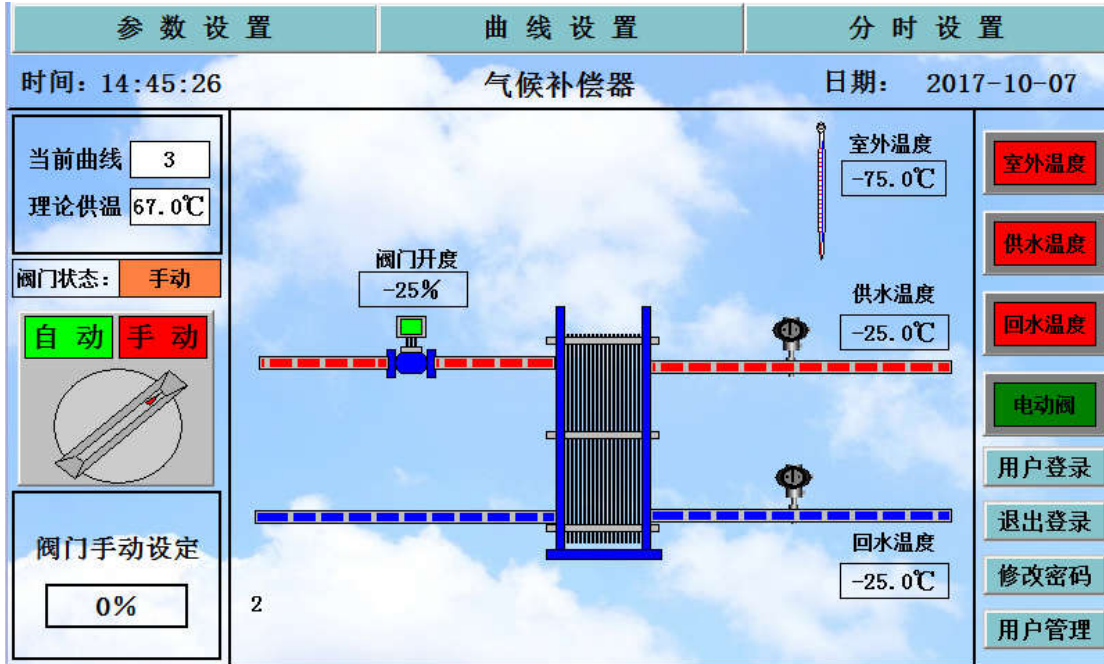 参 数 设 置
曲 线 设 置
分 时 设 置
时间: 14:45:26
气候补偿器
日期: 2017-10-07
当前曲线 3
理论供温 67.0℃
阀门状态: 手动
自 动 手 动
阀门手动设定
0%
阀门开度
-25%
室外温度
-75.0℃
供水温度
-25.0℃
回水温度
-25.0℃
2
室外温度
供水温度
回水温度
电动阀
用户登录
退出登录
修改密码
用户管理